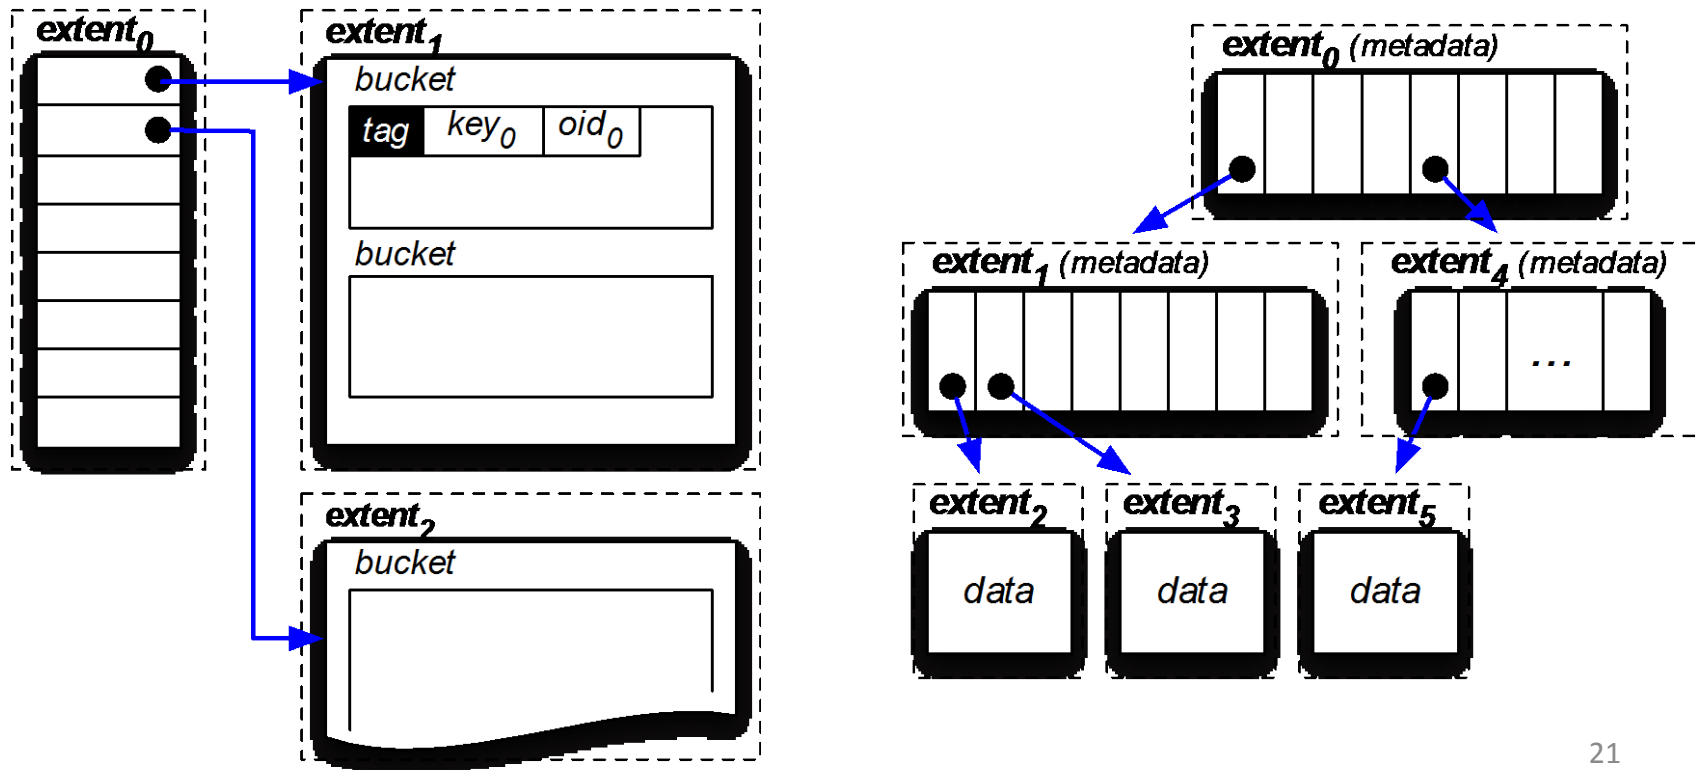 extent0
extent1
bucket
tag key0 oid0
bucket
extent2
bucket
extent0 (metadata)
extent1 (metadata)
extent4 (metadata)
...
extent2
extent3
extent5
data
data
data
21